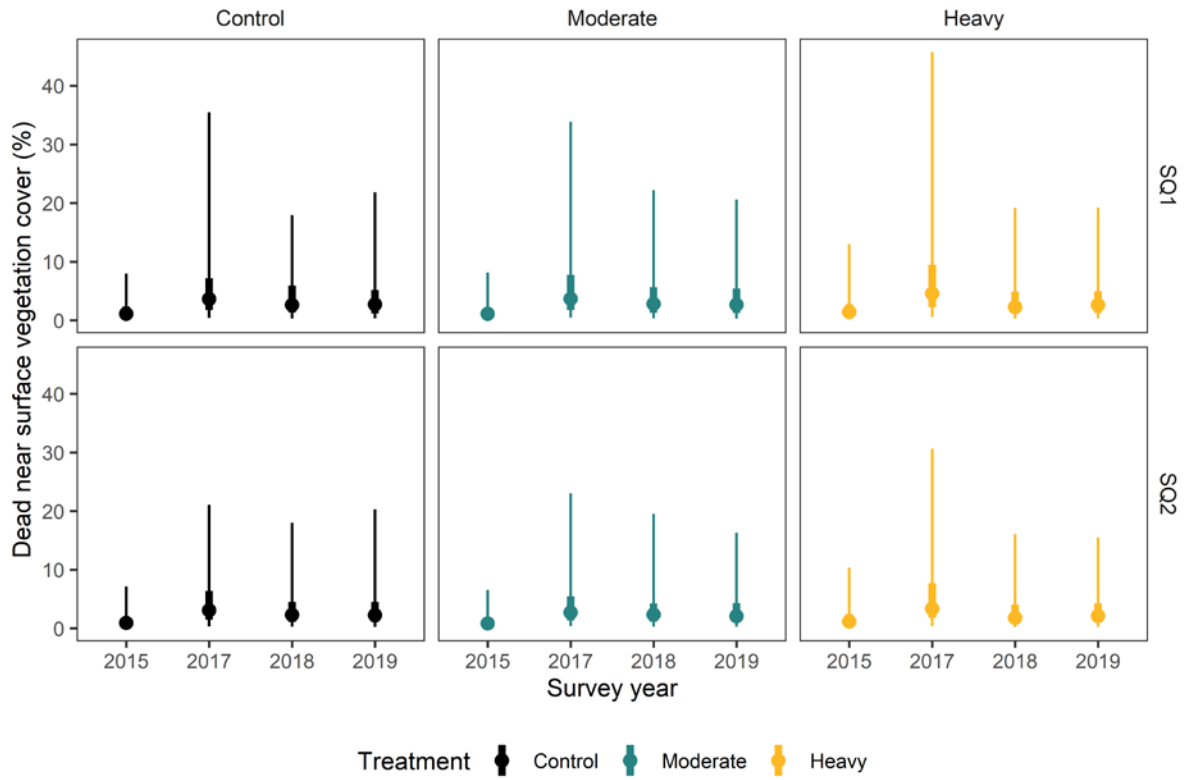 Control Moderate Heavy
Dead near surface vegetation cover (%)
40
30
20
10
0
SQ1
40
30
20
10
0
SQ2
2015 2017 2018 2019 2015 2017 2018 2019 2015 2017 2018 2019
Survey year
Treatment Control Moderate Heavy